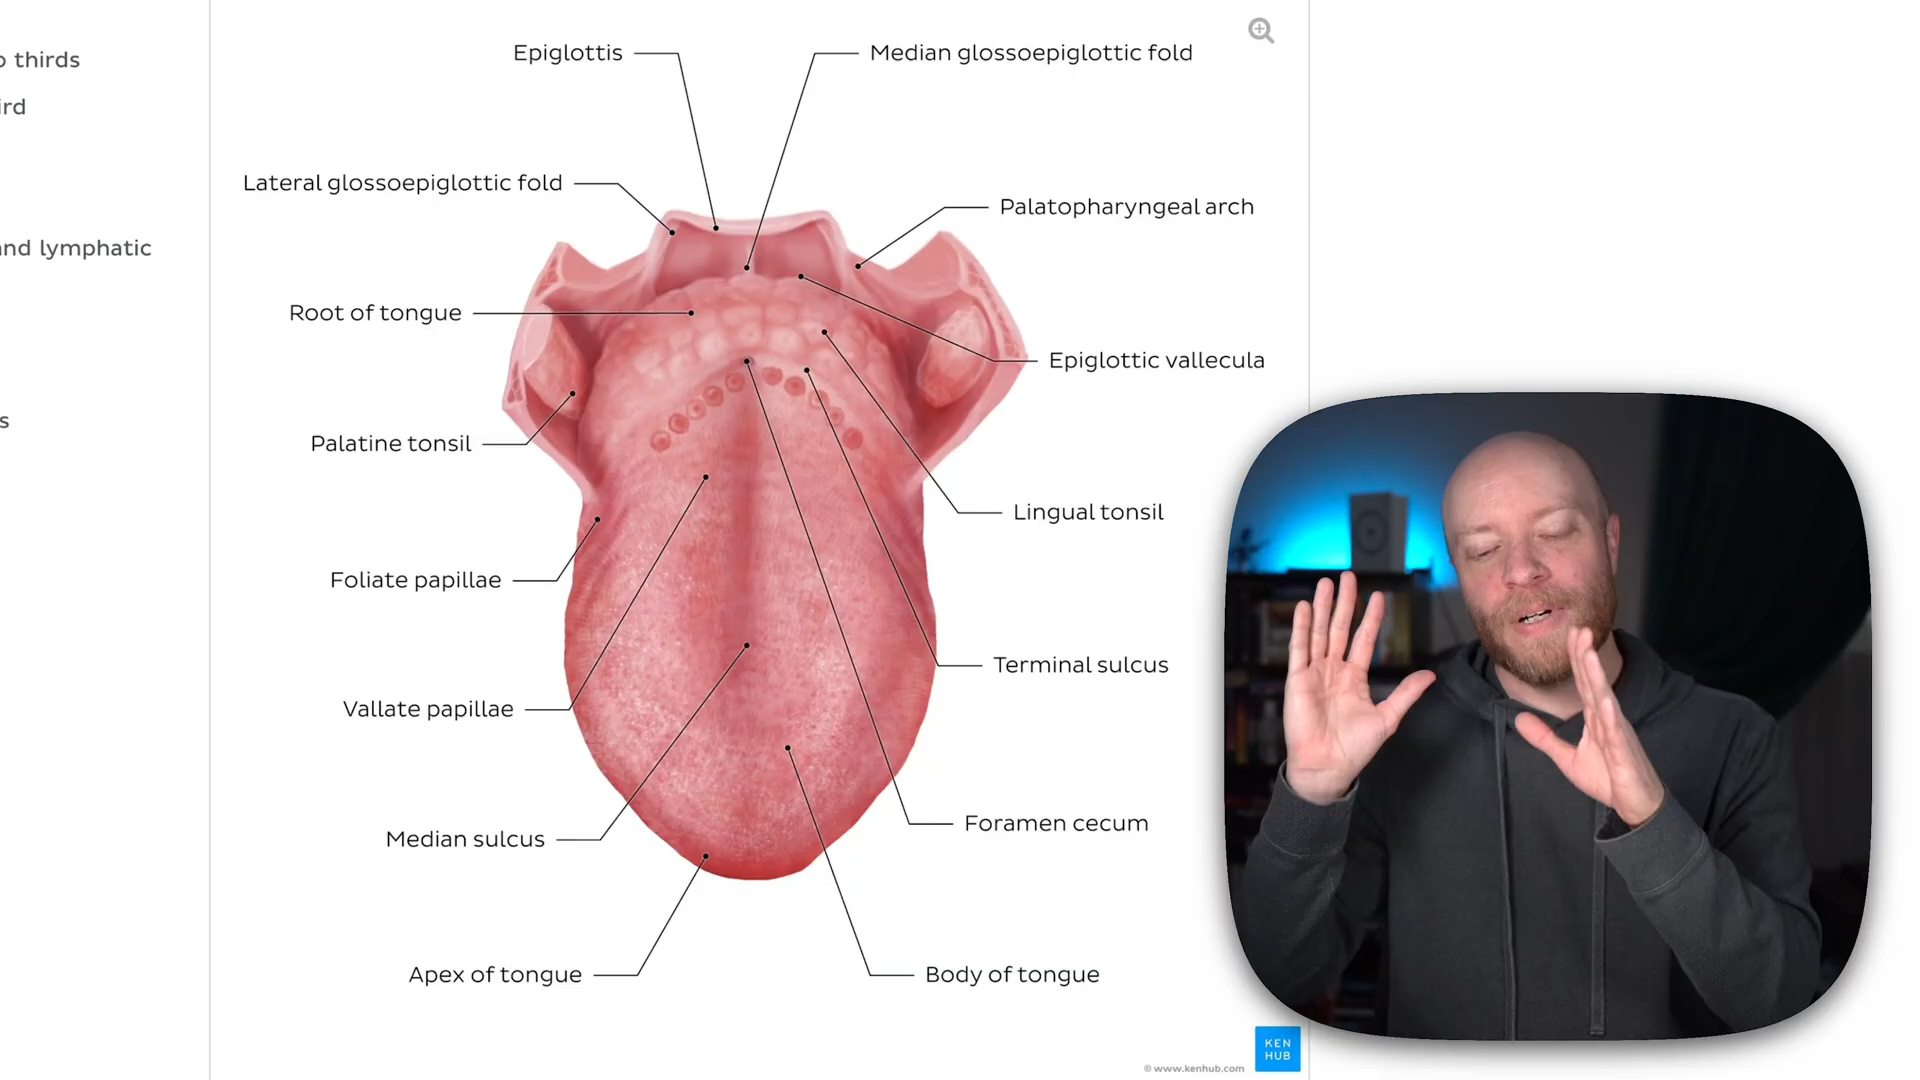 o thirds
ird
and lymphatic
s
Epiglottis
Median glossoepiglottic fold
Lateral glossoepiglottic fold
Palatopharyngeal arch
Root of tongue
Epiglottic vallecula
Palatine tonsil
Lingual tonsil
Foliate papillae
Terminal sulcus
Vallate papillae
Foramen cecum
Median sulcus
Apex of tongue
Body of tongue
KEN
HUB
© www.kenhub.com